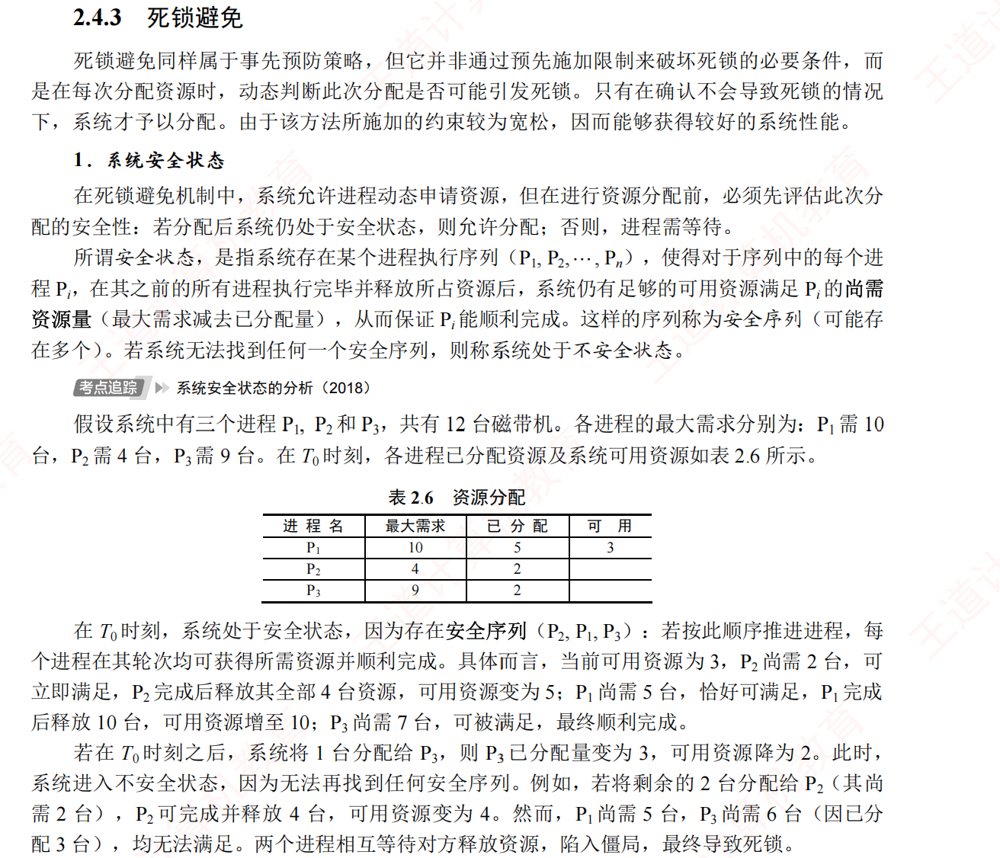 2.4.3 死锁避免
死锁避免同样属于事先预防策略，但它并非通过预先施加限制来破坏死锁的必要条件，而
是在每次分配资源时，动态判断此次分配是否可能引发死锁。只有在确认不会导致死锁的情况
下，系统才予以分配。由于该方法所施加的约束较为宽松，因而能够获得较好的系统性能。
1．系统安全状态
在死锁避免机制中，系统允许进程动态申请资源，但在进行资源分配前，必须先评估此次分
配的安全性：若分配后系统仍处于安全状态，则允许分配；否则，进程需等待。
所谓安全状态，是指系统存在某个进程执行序列（P1, P2, ⋯, Pn），使得对于序列中的每个进
程 Pi，在其之前的所有进程执行完毕并释放所占资源后，系统仍有足够的可用资源满足 Pi 的尚需
资源量（最大需求减去已分配量），从而保证 Pi 能顺利完成。这样的序列称为安全序列（可能存
在多个）。若系统无法找到任何一个安全序列，则称系统处于不安全状态。
考点追踪 系统安全状态的分析（2018）
假设系统中有三个进程 P1, P2 和 P3，共有 12 台磁带机。各进程的最大需求分别为：P1 需 10
台，P2 需 4 台，P3 需 9 台。在 T0 时刻，各进程已分配资源及系统可用资源如表 2.6 所示。
表 2.6 资源分配
进程名 最大需求 已分配 可用
P1 10 5 3
P2 4 2
P3 9 2
在 T0 时刻，系统处于安全状态，因为存在安全序列（P2, P1, P3）：若按此顺序推进进程，每
个进程在其轮次均可获得所需资源并顺利完成。具体而言，当前可用资源为 3，P2 尚需 2 台，可
立即满足，P2 完成后释放其全部 4 台资源，可用资源变为 5；P1 尚需 5 台，恰好可满足，P1 完成
后释放 10 台，可用资源增至 10；P3 尚需 7 台，可被满足，最终顺利完成。
若在 T0 时刻之后，系统将 1 台分配给 P3，则 P3 已分配量变为 3，可用资源降为 2。此时，
系统进入不安全状态，因为无法再找到任何安全序列。例如，若将剩余的 2 台分配给 P2（其尚
需 2 台），P2 可完成并释放 4 台，可用资源变为 4。然而，P1 尚需 5 台，P3 尚需 6 台（因已分
配 3 台），均无法满足。两个进程相互等待对方释放资源，陷入僵局，最终导致死锁。